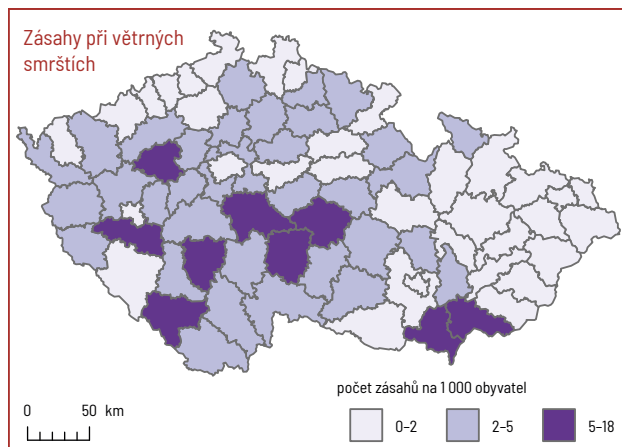 Zásahy při větrných
smrštích
počet zásahů na 1 000 obyvatel
0 50 km
0–2 2–5 5–18